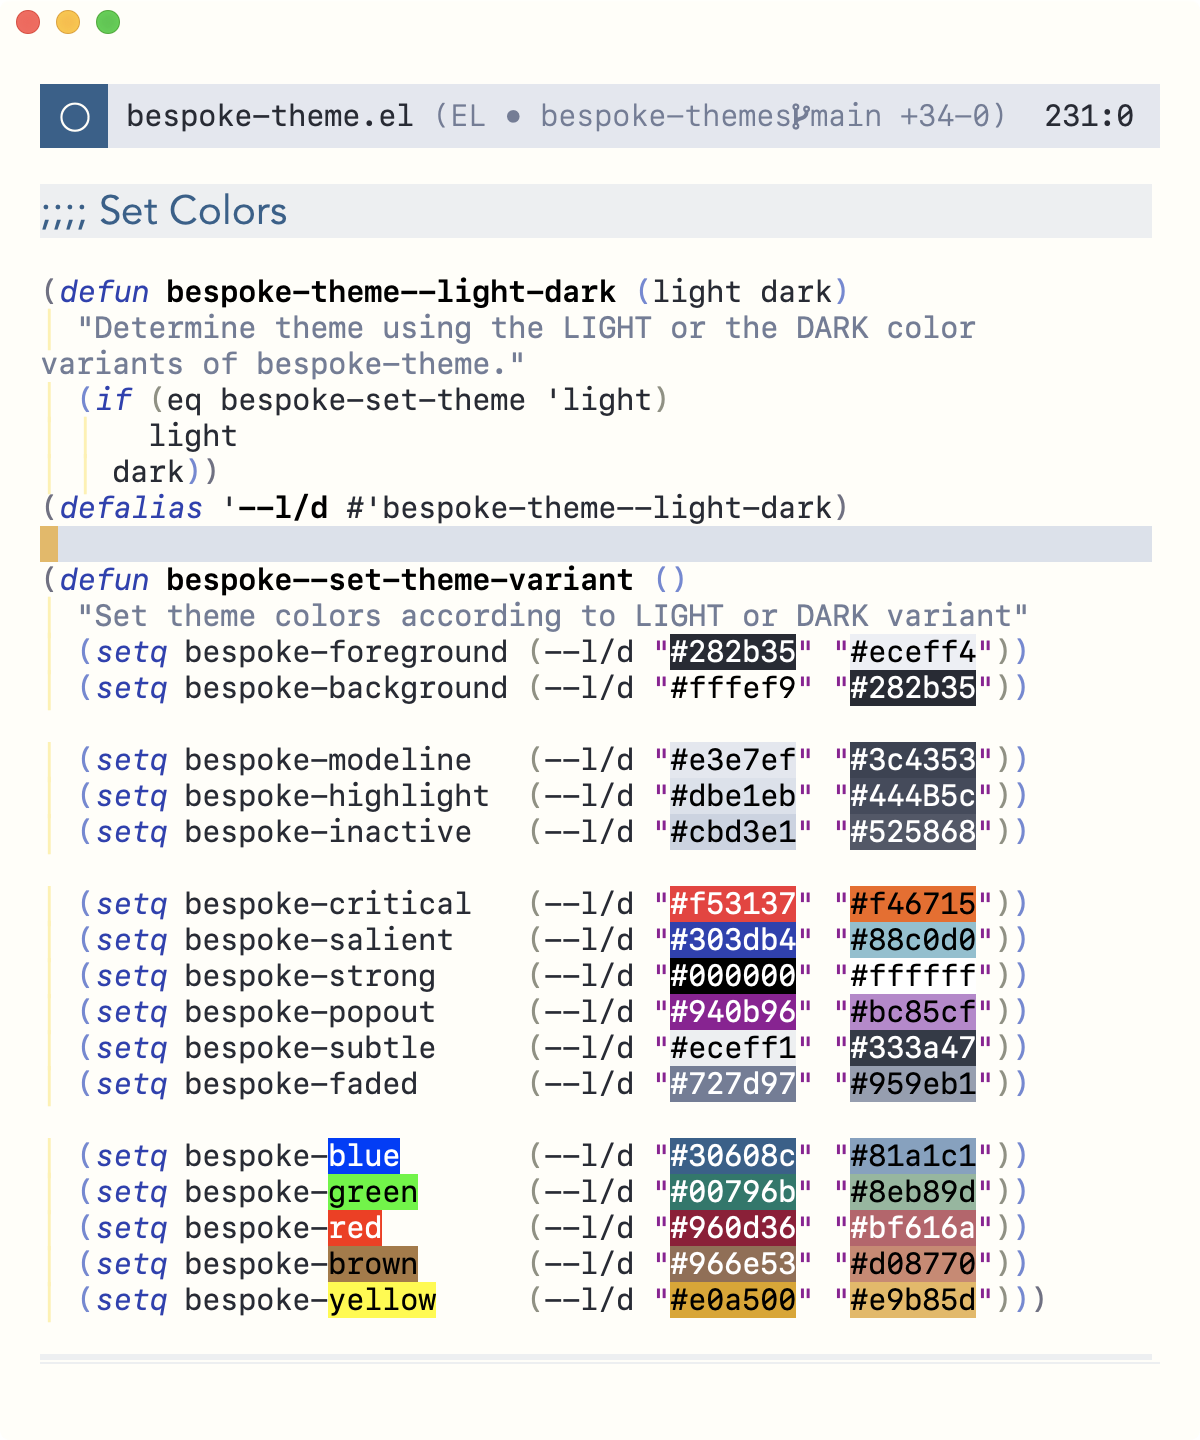 bespoke-theme.el (EL • bespoke-themes main +34-0) 231:0
;;;; Set Colors
(defun bespoke-theme--light-dark (light dark)
"Determine theme using the LIGHT or the DARK color
variants of bespoke-theme."
(if (eq bespoke-set-theme 'light)
light
dark))
(defalias '--l/d #'bespoke-theme--light-dark)
(defun bespoke--set-theme-variant ()
"Set theme colors according to LIGHT or DARK variant"
(setq bespoke-foreground (--l/d "#282b35" "#eceff4"))
(setq bespoke-background (--l/d "#fffef9" "#282b35"))
(setq bespoke-modeline (--l/d "#e3e7ef" "#3c4353"))
(setq bespoke-highlight (--l/d "#dbe1eb" "#444B5c"))
(setq bespoke-inactive (--l/d "#cbd3e1" "#525868"))
(setq bespoke-critical (--l/d "#f53137" "#f46715"))
(setq bespoke-salient (--l/d "#303db4" "#88c0d0"))
(setq bespoke-strong (--l/d "#000000" "#ffffff"))
(setq bespoke-popout (--l/d "#940b96" "#bc85cf"))
(setq bespoke-subtle (--l/d "#eceff1" "#333a47"))
(setq bespoke-faded (--l/d "#727d97" "#959eb1"))
(setq bespoke-blue (--l/d "#30608c" "#81a1c1"))
(setq bespoke-green (--l/d "#00796b" "#8eb89d"))
(setq bespoke-red (--l/d "#960d36" "#bf616a"))
(setq bespoke-brown (--l/d "#966e53" "#d08770"))
(setq bespoke-yellow (--l/d "#e0a500" "#e9b85d")))